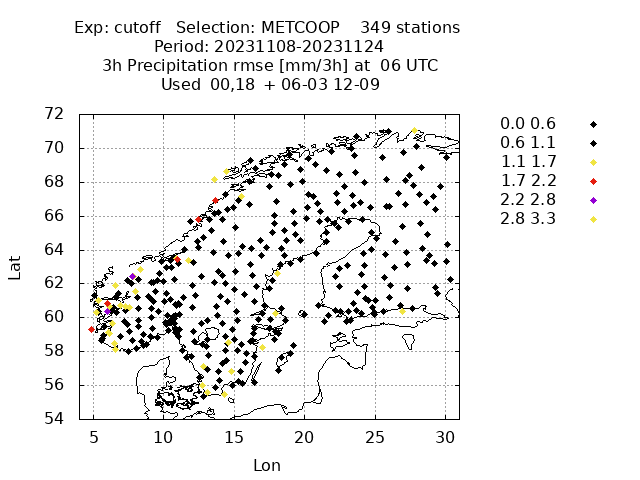 Exp: cutoff Selection: METCOOP 349 stations
Period: 20231108-20231124
3h Precipitation rmse [mm/3h] at 06 UTC
Used 00,18 + 06-03 12-09
72
70
68
66
64
62
60
58
56
54
5 10 15 20 25 30
Lat
Lon
0.0 0.6
0.6 1.1
1.1 1.7
1.7 2.2
2.2 2.8
2.8 3.3